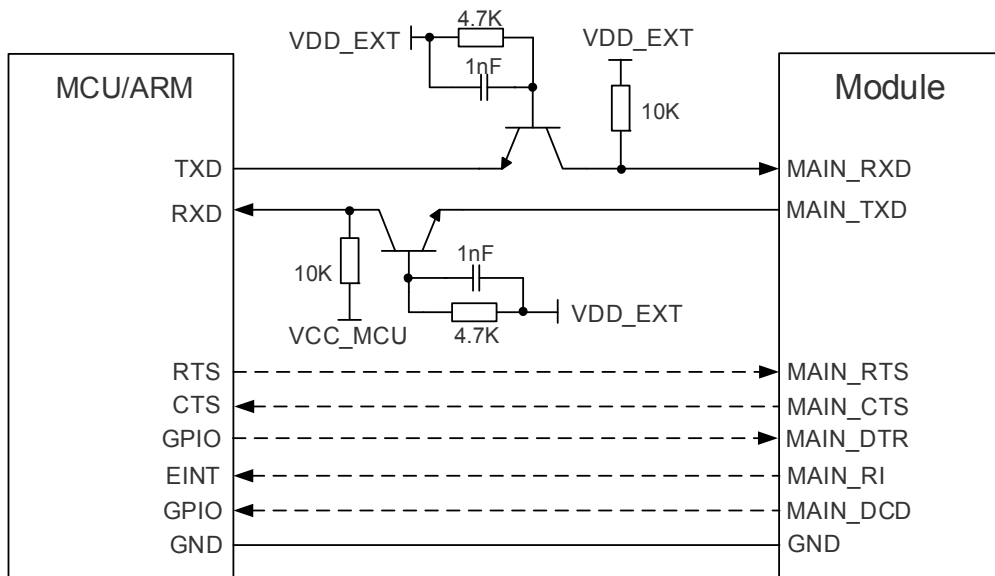 4.7K
VDD_EXT
VDD_EXT
1nF
MCU/ARM
Module
10K
TXD
MAIN_RXD
RXD
MAIN_TXD
1nF
10K
VDD_EXT
VCC_MCU
4.7K
RTS
MAIN_RTS
CTS
MAIN_CTS
GPIO
MAIN_DTR
EINT
MAIN_RI
GPIO
MAIN_DCD
GND
GND